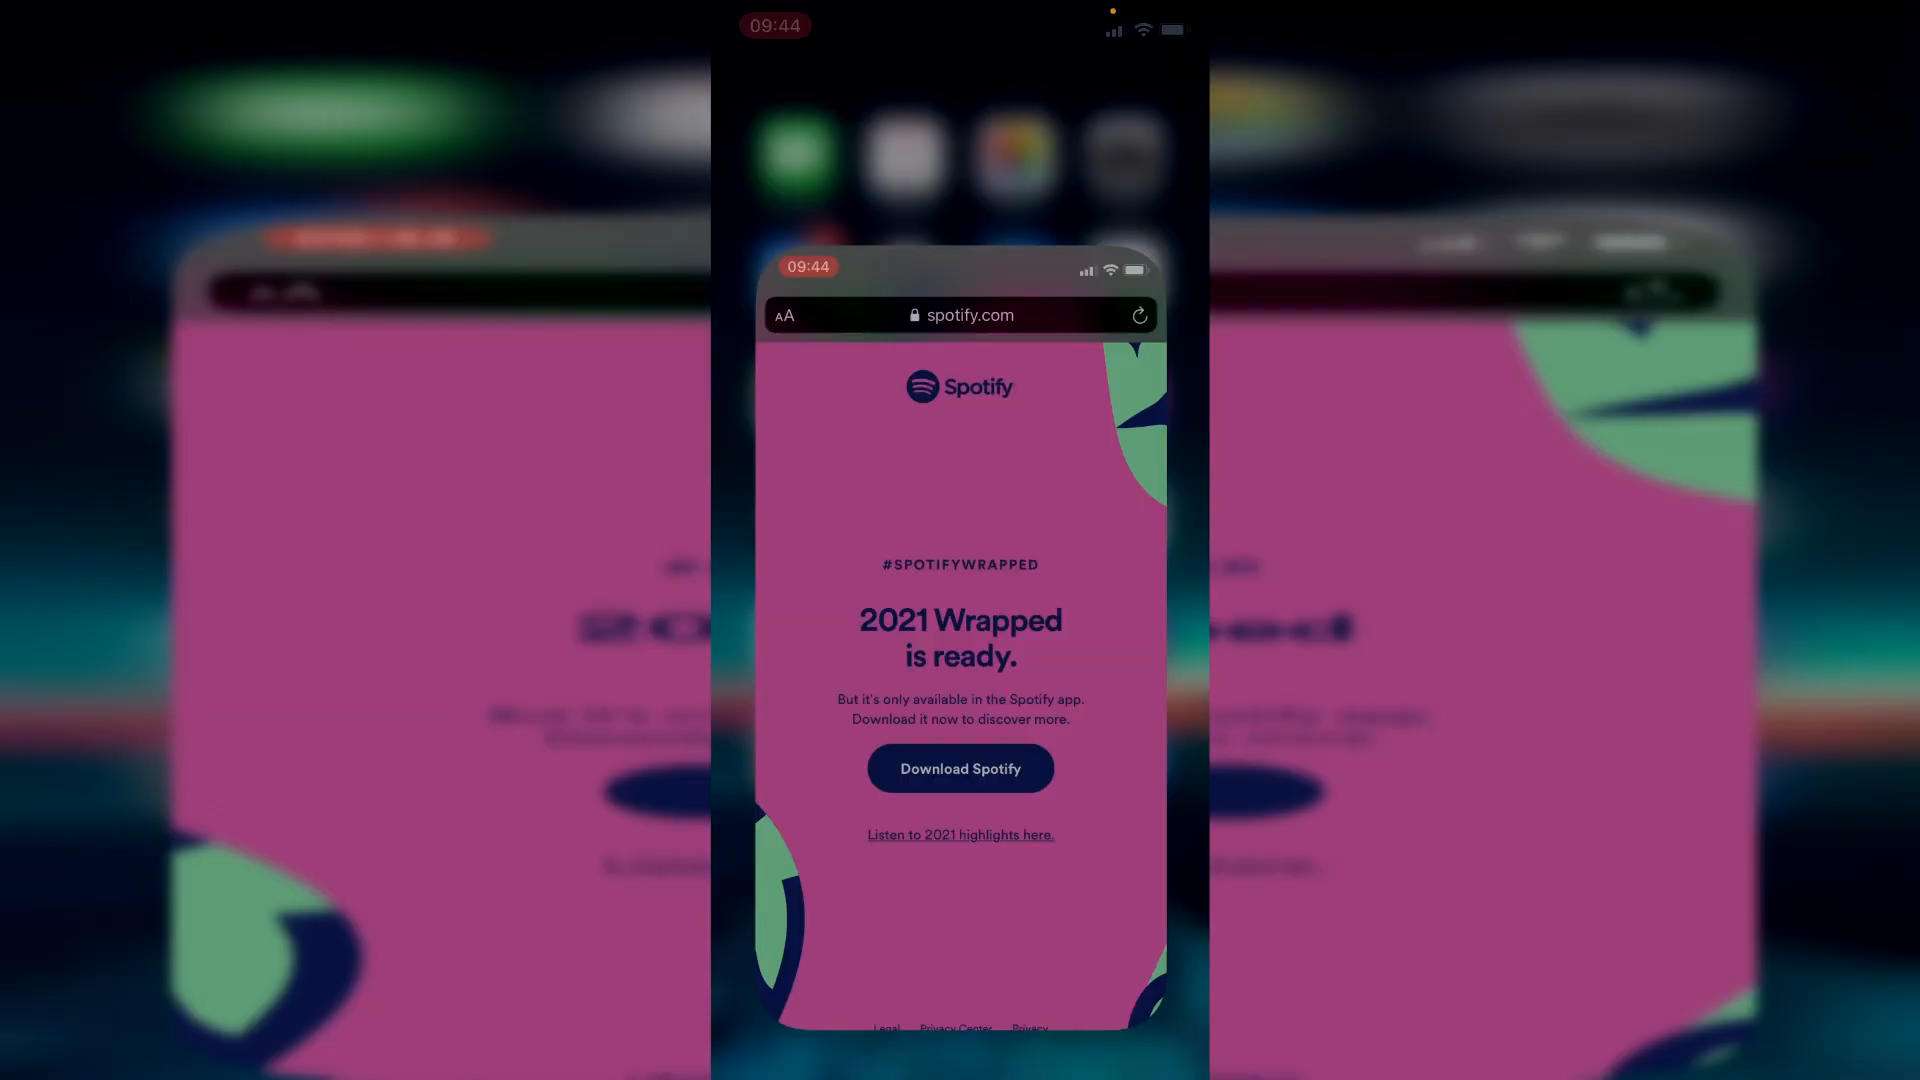 09:44
09:44
AA
spotify.com
Spotify
#SPOTIFYWRAPPED
2021 Wrapped
is ready.
But it's only available in the Spotify app.
Download it now to discover more.
Download Spotify
Listen to 2021 highlights here.
Legal Privacy Center Privacy